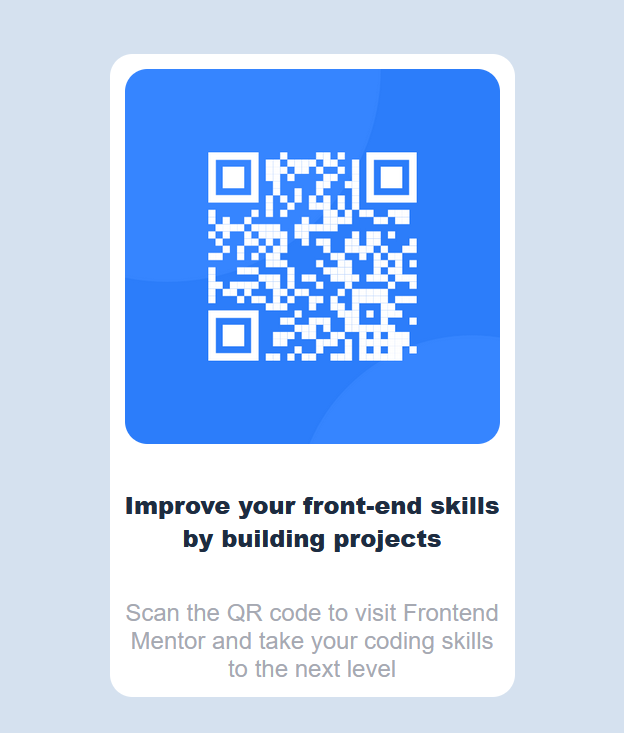 Improve your front-end skills
by building projects
Scan the QR code to visit Frontend
Mentor and take your coding skills
to the next level